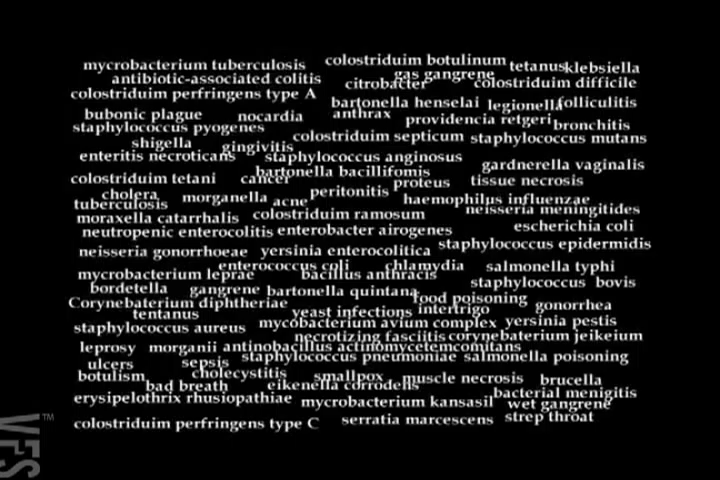 mycrobacterium tuberculosis colostriduim botulinum tetanus klebsiella
antibiotic-associated colitis citrobacter gas gangrene colostriduim difficile
colostriduim perfringens type A bartonella henselai legionella folliculitis
bubonic plague nocardia anthrax providencia retgeri bronchitis
staphylococcus pyogenes colostriduim septicum staphylococcus mutans
shigella gingivitis
enteritis necroticans staphylococcus anginosus gardnerella vaginalis
colostriduim tetani cancer bartonella bacillifomis proteus tissue necrosis
cholera morganella acne peritonitis haemophilus influenzae
tuberculosis neisseria meningitides
moraxella catarrhalis colostriduim ramosum
neutropenic enterocolitis enterobacter airogenes escherichia coli
neisseria gonorrhoeae yersinia enterocolitica staphylococcus epidermidis
enterococcus coli chlamydia salmonella typhi
mycrobacterium leprae bacillus anthracis staphylococcus bovis
bordetella gangrene bartonella quintana food poisoning
Corynebaterium diphtheriae yeast infections intertrigo gonorrhea
tentanus
staphylococcus aureus mycobacterium avium complex yersinia pestis
necrotizing fasciitis corynebaterium jeikeium
leprosy morganii antinobacillus actinomycetemcomitans
ulcers sepsis staphylococcus pneumoniae salmonella poisoning
botulism cholecystitis smallpox muscle necrosis brucella
bad breath eikenella corrodens bacterial menigitis
erysipelothrix rhusiopathiae mycrobacterium kansasil wet gangrene
colostriduim perfringens type C serratia marcescens strep throat
VFS™